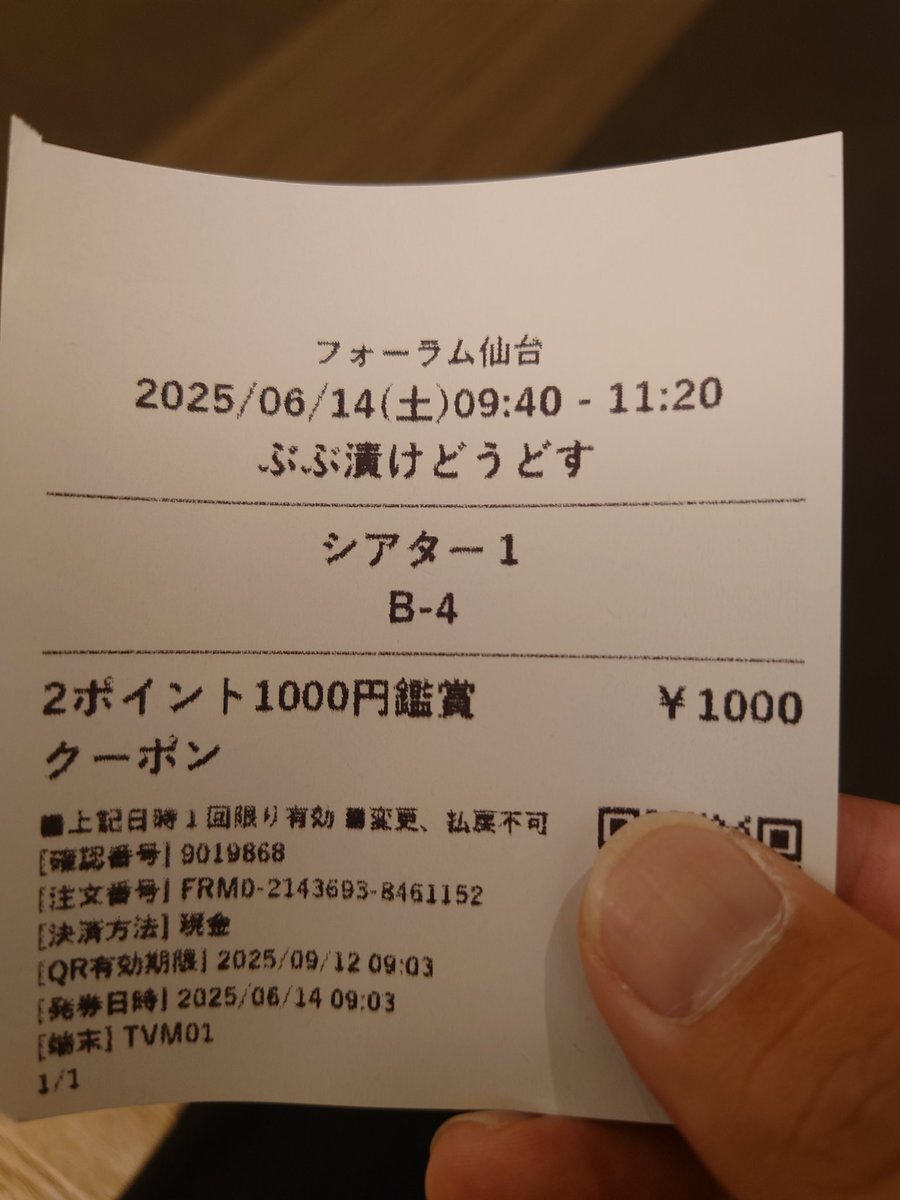 フォーラム仙台
2025/06/14(土)09:40 - 11:20
ぶぶ漬けどうどす
シアター1
B-4
2ポイント1000円鑑賞 ¥1000
クーポン
■上記日時1回限り有効 ■変更、払戻不可
[確認番号] 9019868
[注文番号] FRM0-2143693-8461152
[決済方法] 現金
[QR有効期限] 2025/09/12 09:03
[発券日時] 2025/06/14 09:03
[端末] TVM01
1/1